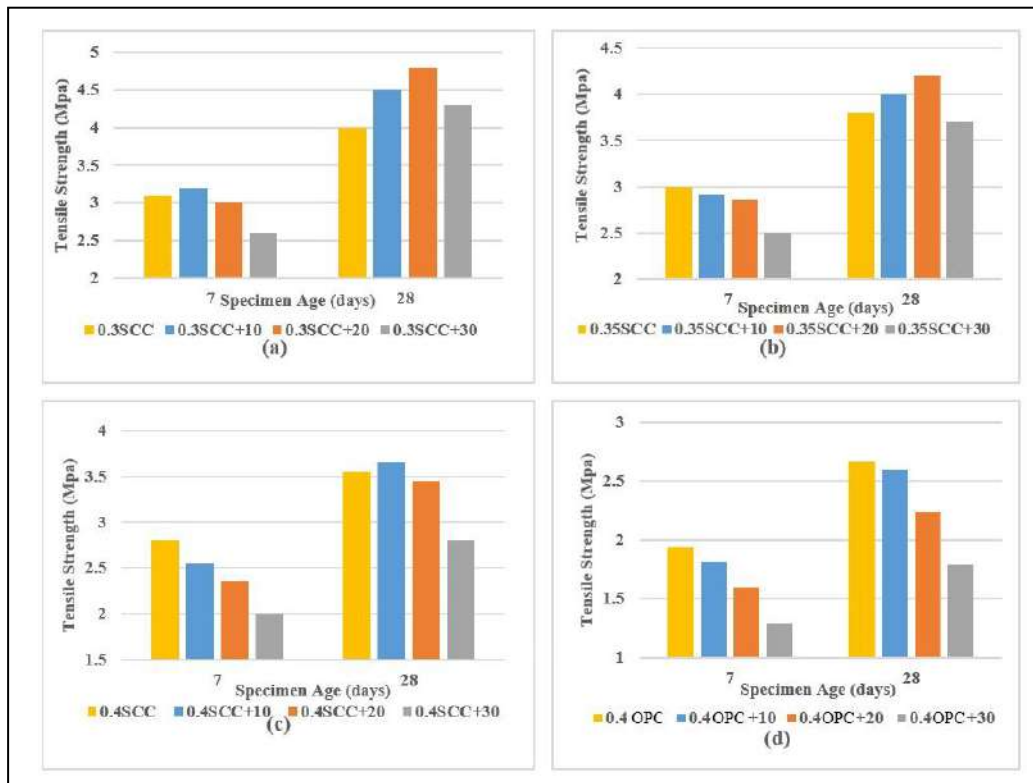 5
4.5
4
3.5
3
2.5
2
Tensile Strength (Mpa)
7 Specimen Age (days) 28
0.3SCC 0.3SCC+10 0.3SCC+20 0.3SCC+30
(a)
4.5
4
3.5
3
2.5
2
Tensile Strength (Mpa)
7 28
Specimen Age (days)
0.35SCC 0.35SCC+10 0.35SCC+20 0.35SCC+30
(b)
4
3.5
3
2.5
2
1.5
Tensile Strength (Mpa)
7 28
Specimen Age (days)
0.4SCC 0.4SCC+10 0.4SCC+20 0.4SCC+30
(c)
3
2.5
2
1.5
1
Tensile Strength (Mpa)
7 28
Specimen Age (days)
0.4 OPC 0.4OPC+10 0.4OPC+20 0.4OPC+30
(d)